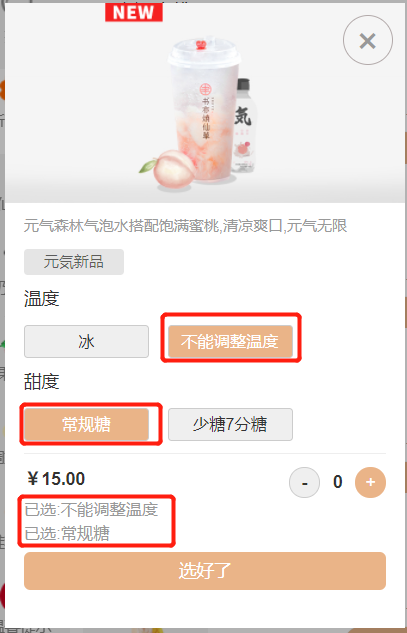 NEW
书亦燒仙草
気
元气森林气泡水搭配饱满蜜桃,清凉爽口,元气无限
元気新品
温度
冰
不能调整温度
甜度
常规糖
少糖7分糖
￥15.00
- 0 +
已选:不能调整温度
已选:常规糖
选好了